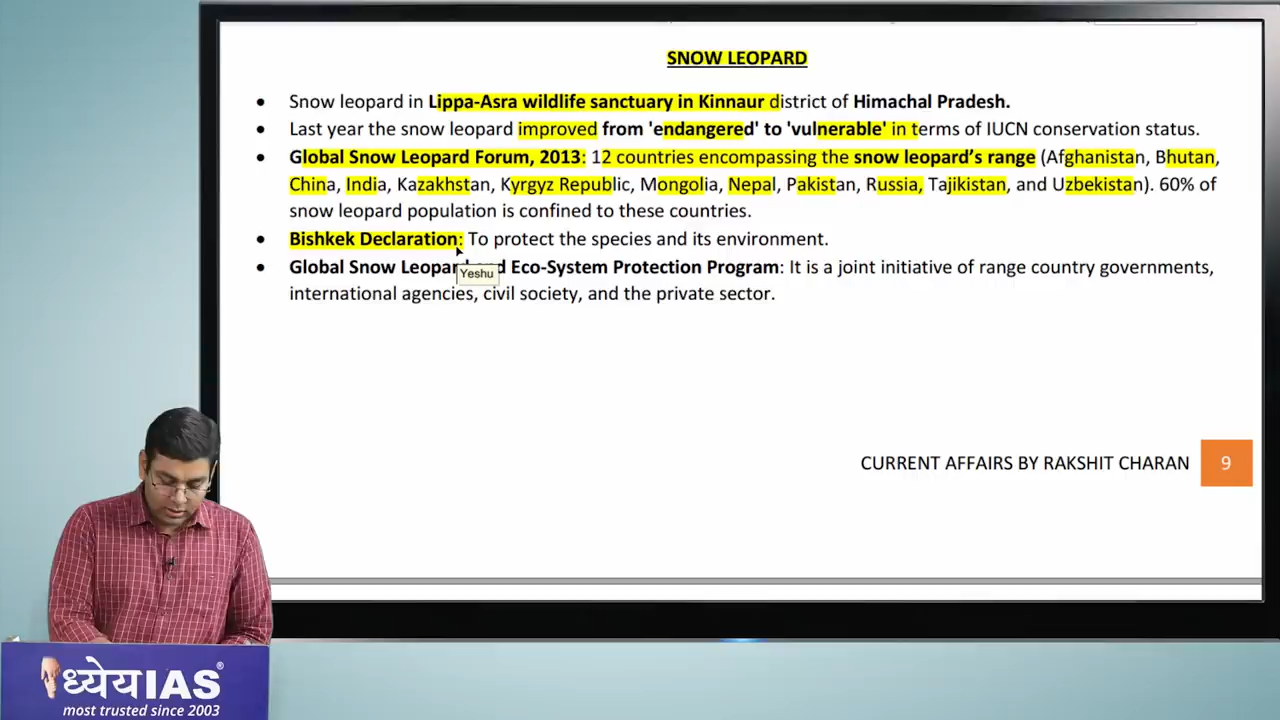 SNOW LEOPARD
• Snow leopard in Lippa-Asra wildlife sanctuary in Kinnaur district of Himachal Pradesh.
• Last year the snow leopard improved from 'endangered' to 'vulnerable' in terms of IUCN conservation status.
• Global Snow Leopard Forum, 2013: 12 countries encompassing the snow leopard's range (Afghanistan, Bhutan,
China, India, Kazakhstan, Kyrgyz Republic, Mongolia, Nepal, Pakistan, Russia, Tajikistan, and Uzbekistan). 60% of
snow leopard population is confined to these countries.
• Bishkek Declaration: To protect the species and its environment.
• Global Snow Leopard and Eco-System Protection Program: It is a joint initiative of range country governments,
Yeshu
international agencies, civil society, and the private sector.
CURRENT AFFAIRS BY RAKSHIT CHARAN 9
ध्येय IAS®
most trusted since 2003